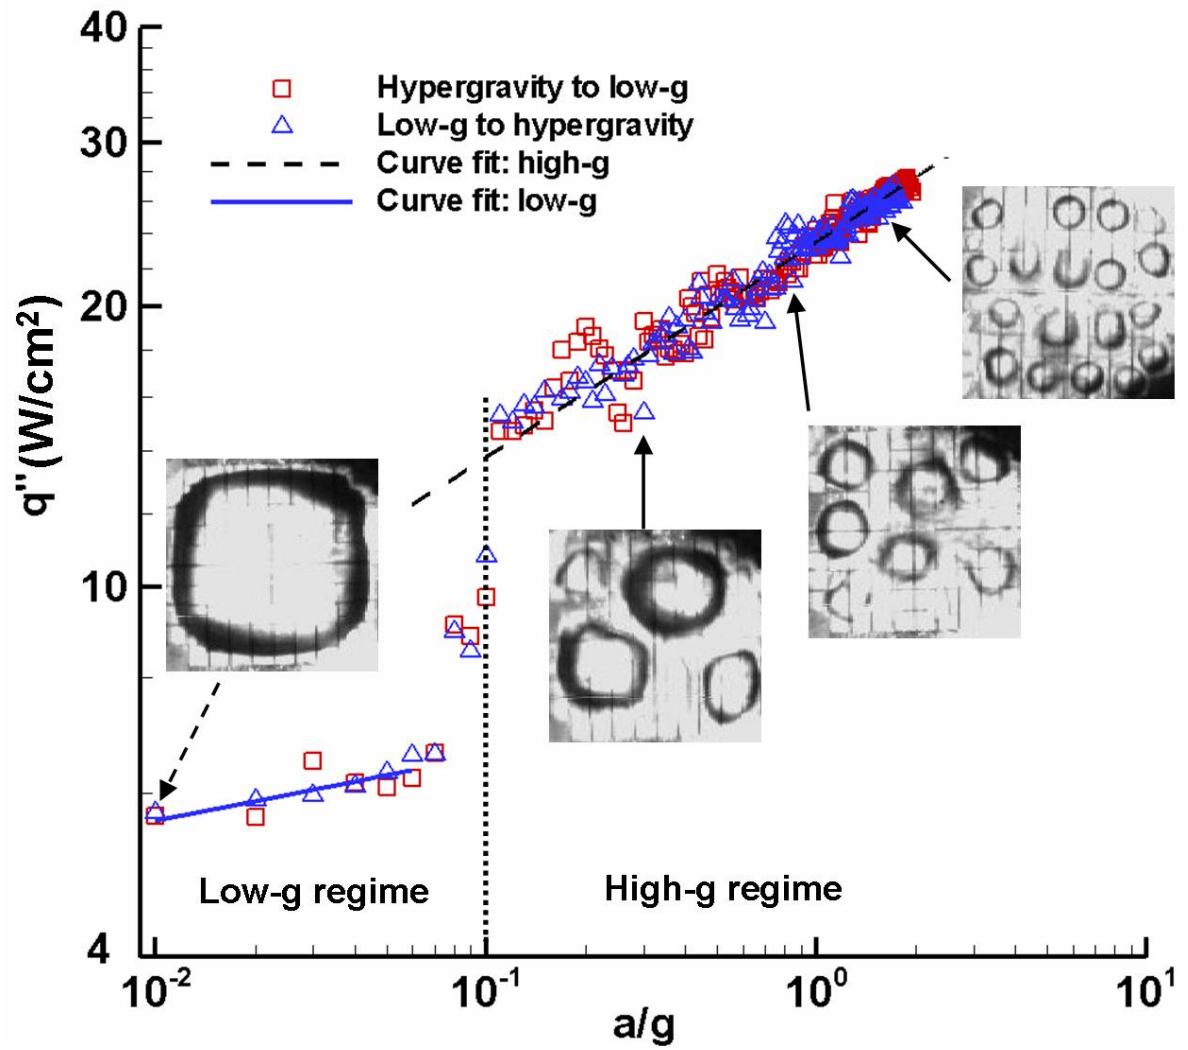 40
30
20
10
4
q" (W/cm²)
Hypergravity to low-g
Low-g to hypergravity
Curve fit: high-g
Curve fit: low-g
Low-g regime
High-g regime
10⁻²
10⁻¹
10⁰
10¹
a/g